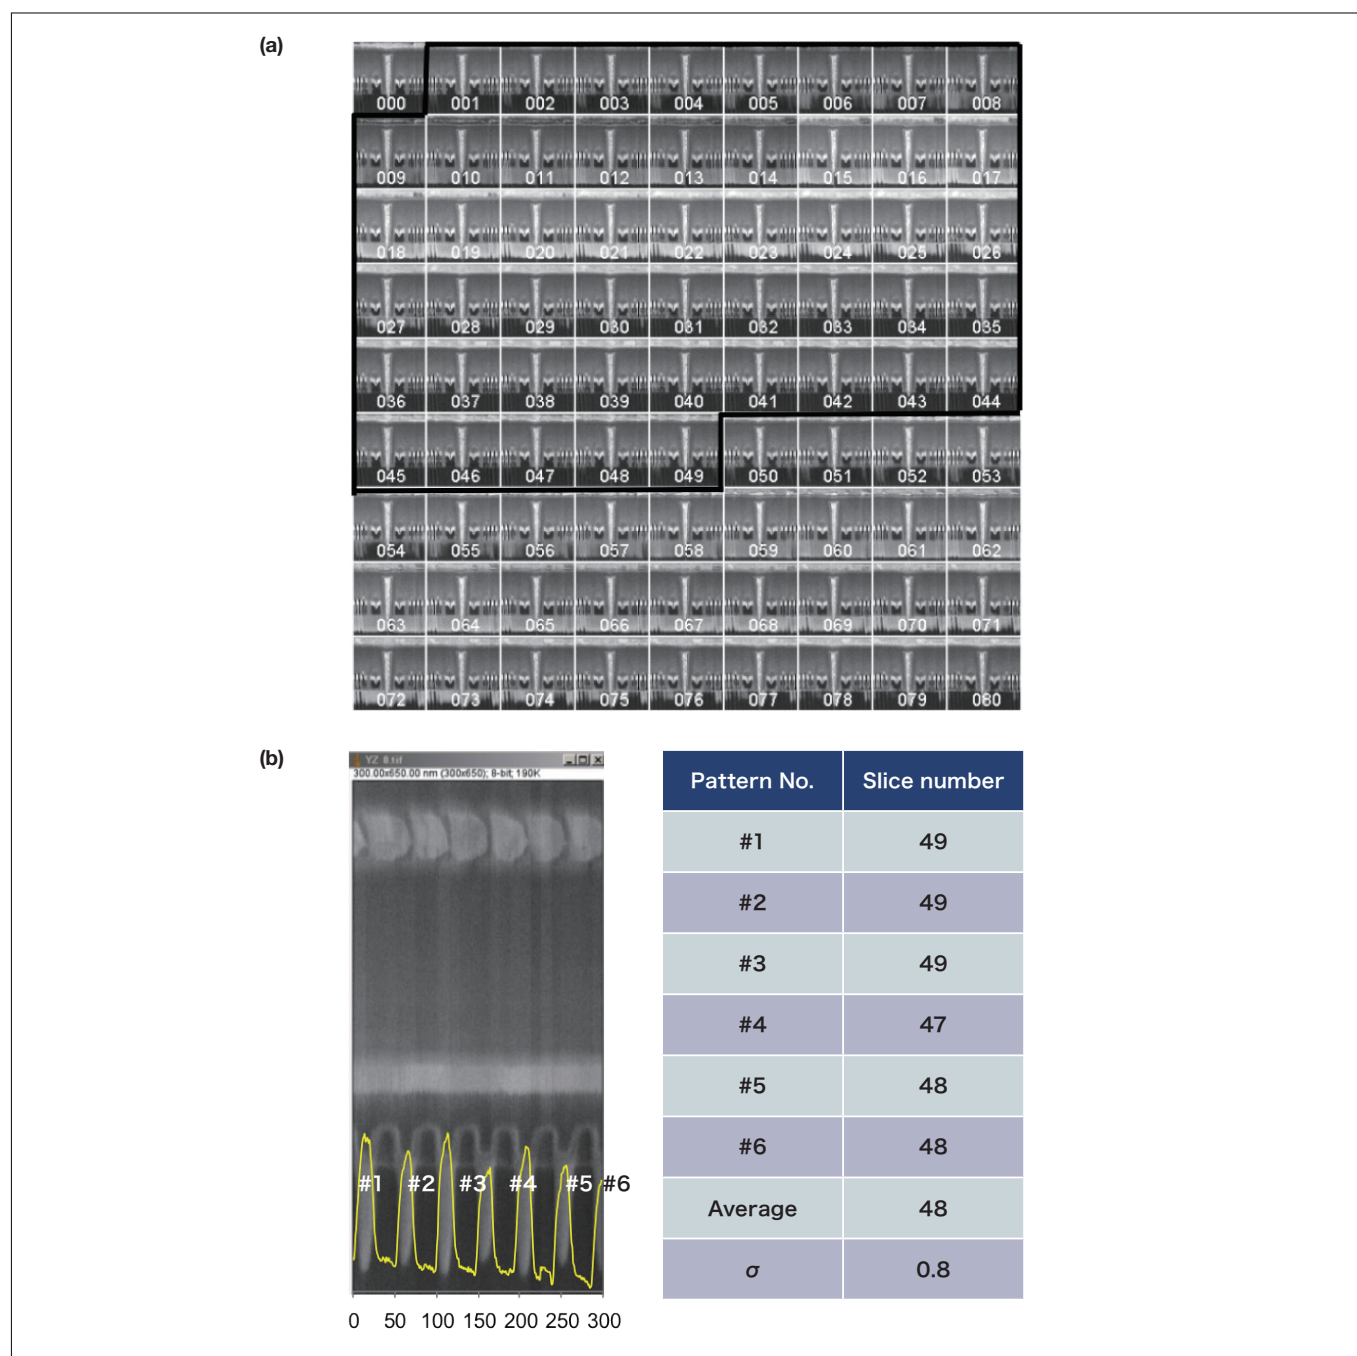 (a)
000 001 002 003 004 005 006 007 008
009 010 011 012 013 014 015 016 017
018 019 020 021 022 023 024 025 026
027 028 029 030 031 032 033 034 035
036 037 038 039 040 041 042 043 044
045 046 047 048 049 050 051 052 053
054 055 056 057 058 059 060 061 062
063 064 065 066 067 068 069 070 071
072 073 074 075 076 077 078 079 080
(b)
YZ 8.tif
300.00x650.00 nm (300x650); 8-bit; 190K
#1 #2 #3 #4 #5 #6
0 50 100 150 200 250 300
Pattern No. Slice number
#1 49
#2 49
#3 49
#4 47
#5 48
#6 48
Average 48
σ 0.8